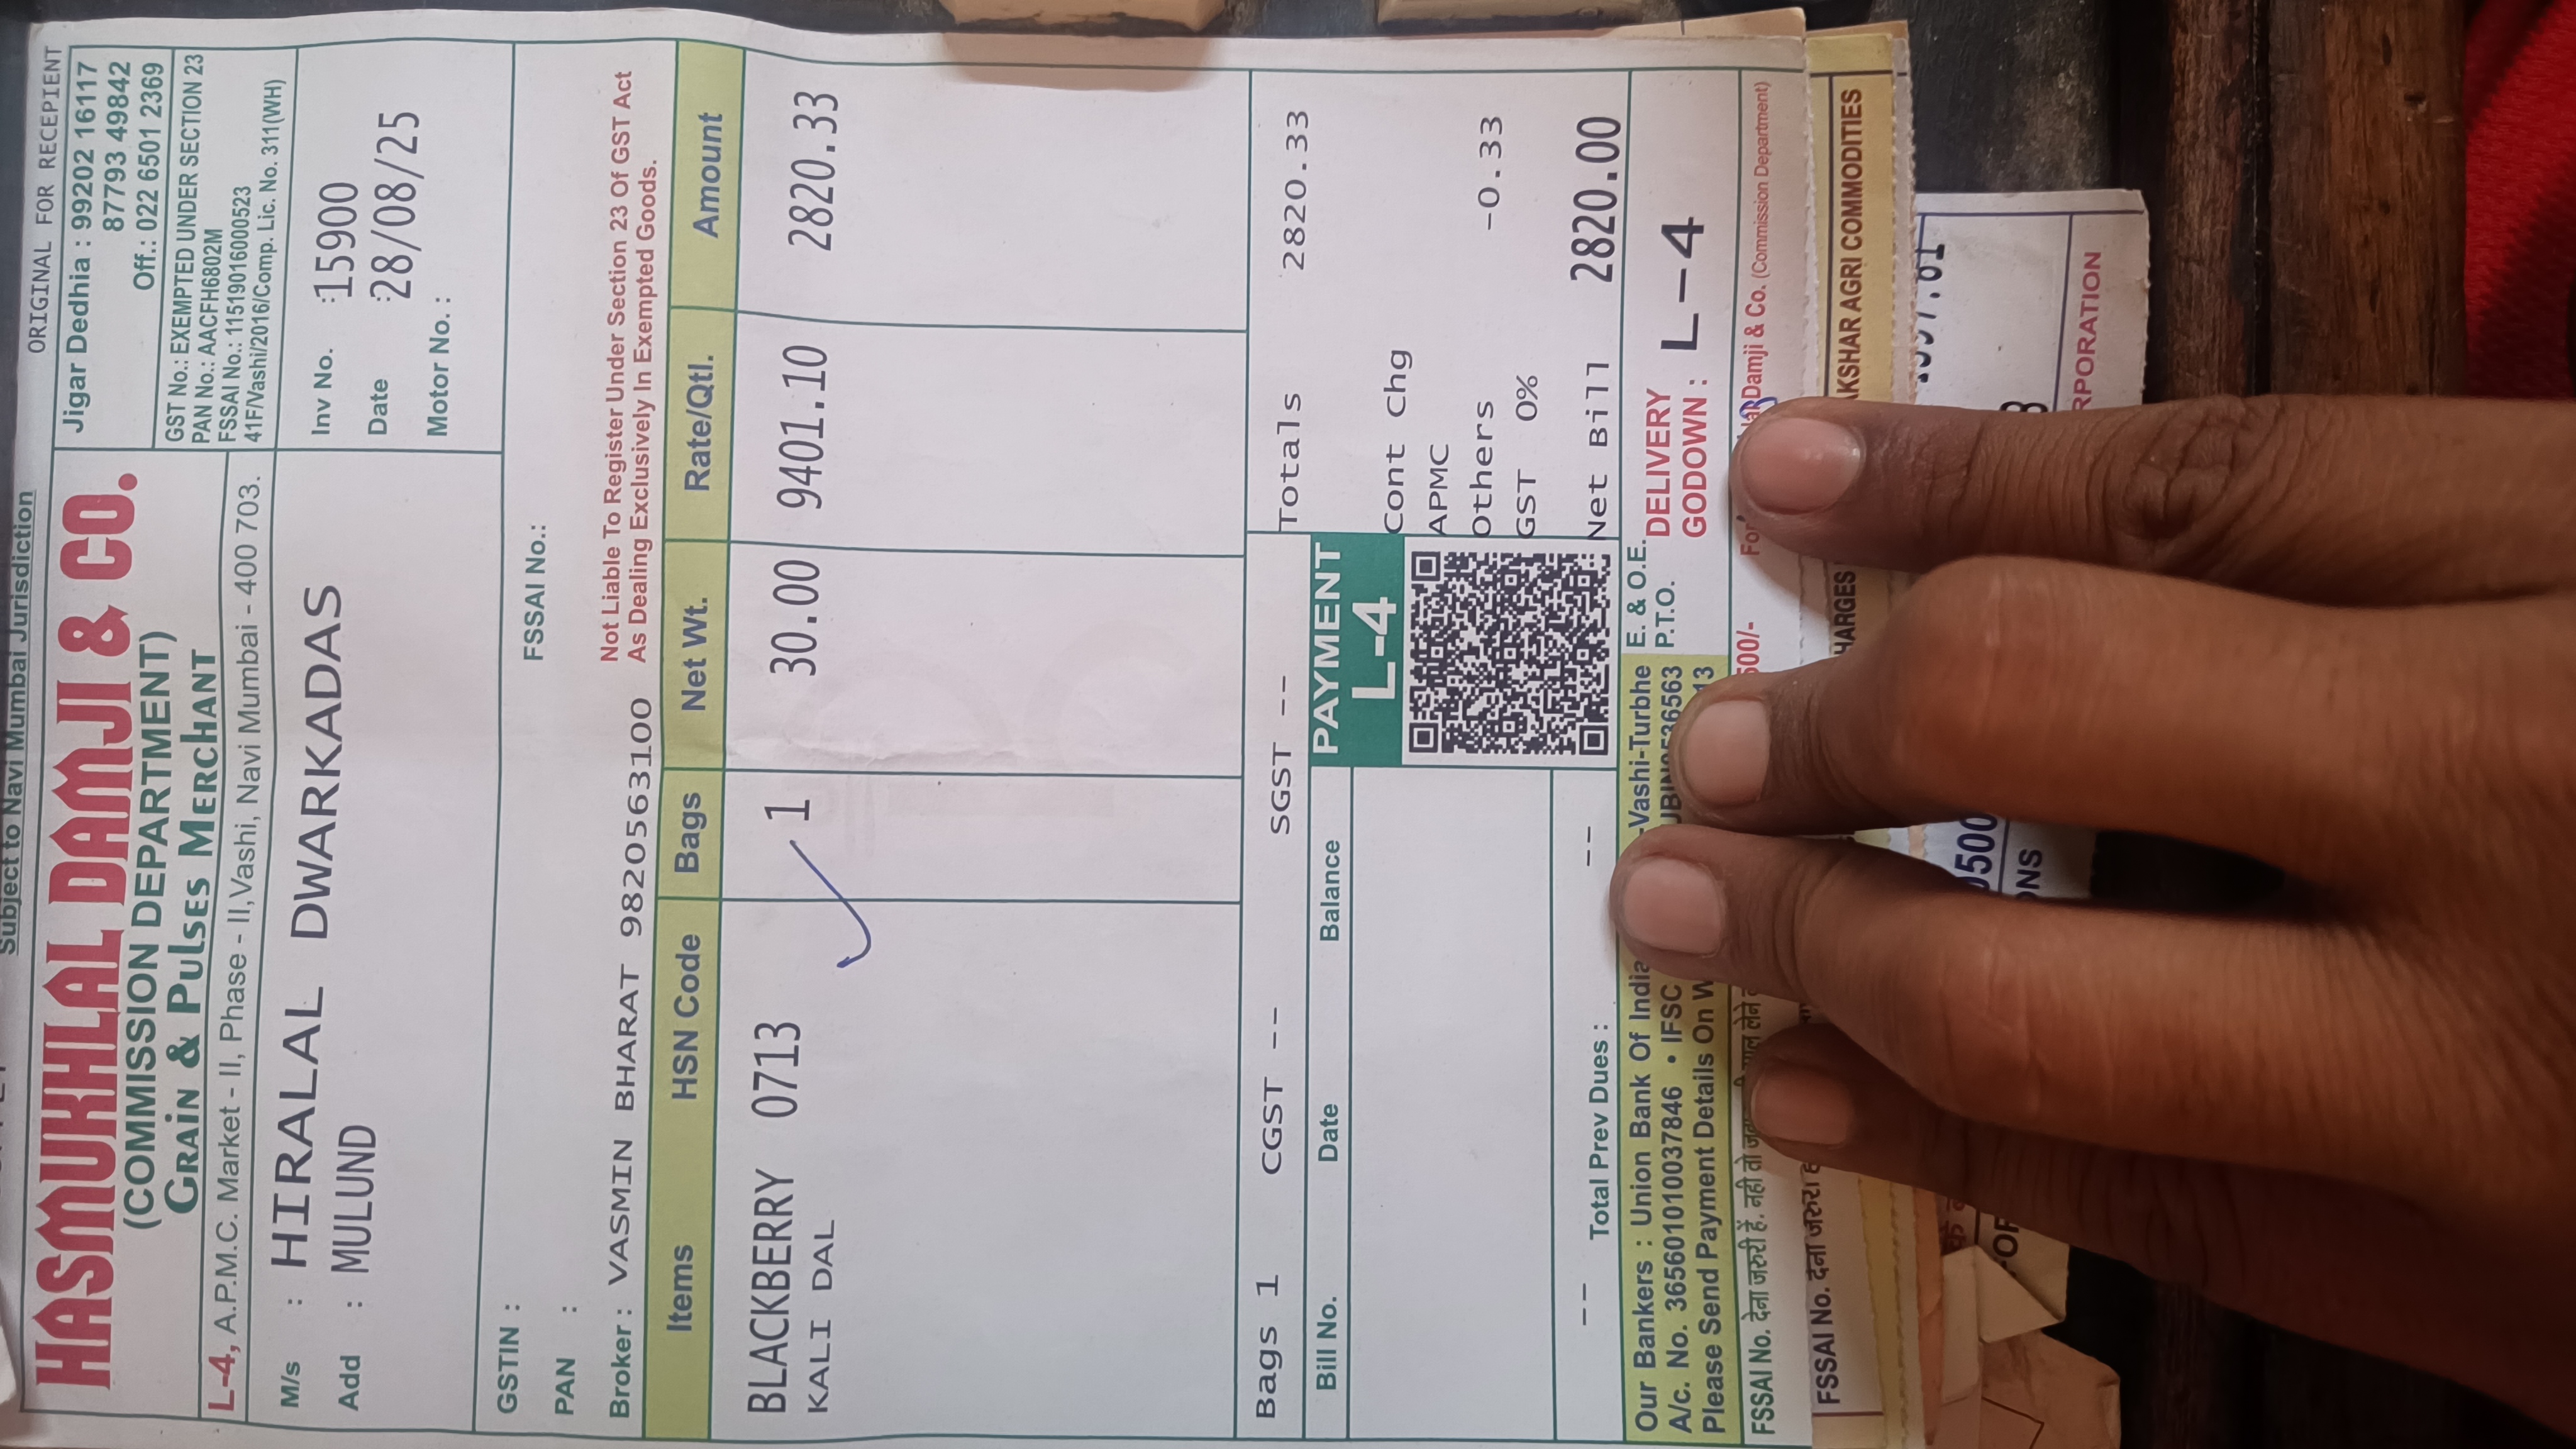 Subject to Navi Mumbai Jurisdiction
ORIGINAL FOR RECEPIENT
HASMUKHLAL DAMJI & CO.
(COMMISSION DEPARTMENT)
GRAIN & PULSES MERCHANT
L-4, A.P.M.C. Market - II, Phase - II, Vashi, Navi Mumbai - 400 703.
Jigar Dedhia : 99202 16117
87793 49842
Off.: 022 6501 2369
GST No.: EXEMPTED UNDER SECTION 23
PAN No.: AACFH6802M
FSSAI No.: 11519016000523
41F/Vashi/2016/Comp. Lic. No. 311(WH)
M/s : HIRALAL DWARKADAS
Add : MULUND
Inv No. :15900
Date :28/08/25
Motor No. :
GSTIN :
FSSAI No.:
PAN :
Broker : VASMIN BHARAT 9820563100
Not Liable To Register Under Section 23 Of GST Act
As Dealing Exclusively In Exempted Goods.
Items HSN Code Bags Net Wt. Rate/Qtl. Amount
BLACKBERRY 0713 1 30.00 9401.10 2820.33
KALI DAL
Bags 1 CGST -- SGST -- Totals 2820.33
Bill No. Date Balance
PAYMENT
L-4
Cont Chg
APMC
Others -0.33
GST 0%
Net Bill 2820.00
-- Total Prev Dues : --
Our Bankers : Union Bank Of India -Vashi-Turbhe
A/c. No. 365601010037846 • IFSC
Please Send Payment Details On
E. & O.E.
P.T.O.
DELIVERY
GODOWN : L-4
FSSAI No. देना जरुरी हें. नही तो
500/-
For
Damji & Co. (Commission Department)
FSSAI No. देना जरुरी
HARGES
KSHAR AGRI COMMODITIES
RPORATION